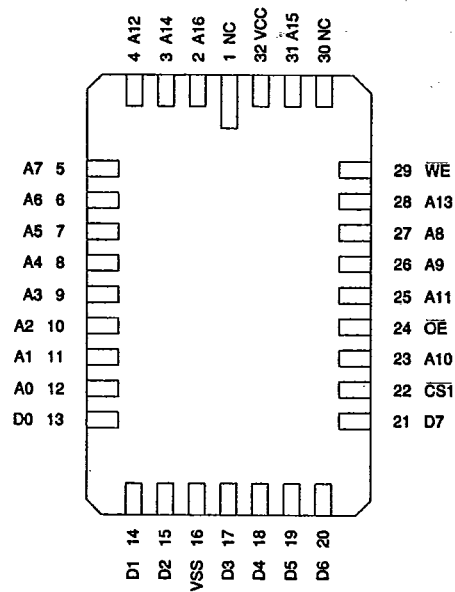 4 A12
3 A14
2 A16
1 NC
32 VCC
31 A15
30 NC
A7 5
A6 6
A5 7
A4 8
A3 9
A2 10
A1 11
A0 12
D0 13
29 W̅E̅
28 A13
27 A8
26 A9
25 A11
24 O̅E̅
23 A10
22 C̅S̅1̅
21 D7
D1 14
D2 15
VSS 16
D3 17
D4 18
D5 19
D6 20